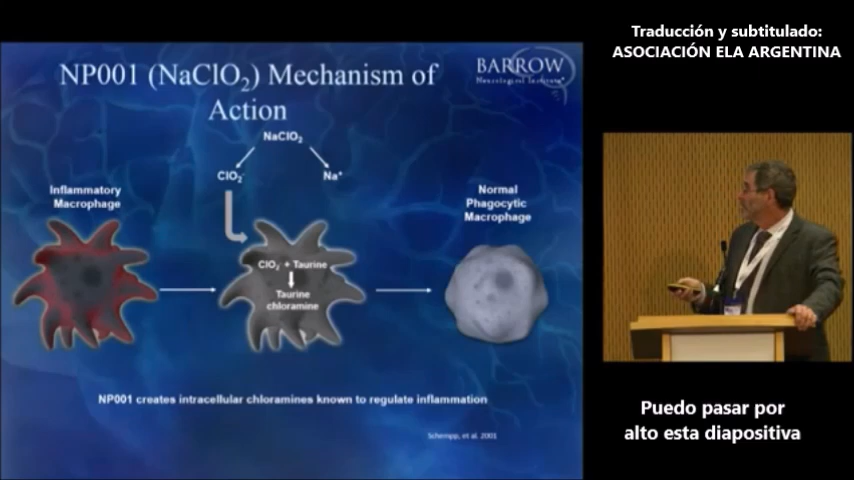 NP001 (NaClO₂) Mechanism of
Action
BARROW
Neurological Institute
NaClO₂
ClO₂⁻
Na⁺
Inflammatory
Macrophage
Normal
Phagocytic
Macrophage
ClO₂⁻ + Taurine
Taurine
chloramine
NP001 creates intracellular chloramines known to regulate inflammation
Schempp, et al. 2001
Traducción y subtitulado:
ASOCIACIÓN ELA ARGENTINA
Puedo pasar por
alto esta diapositiva